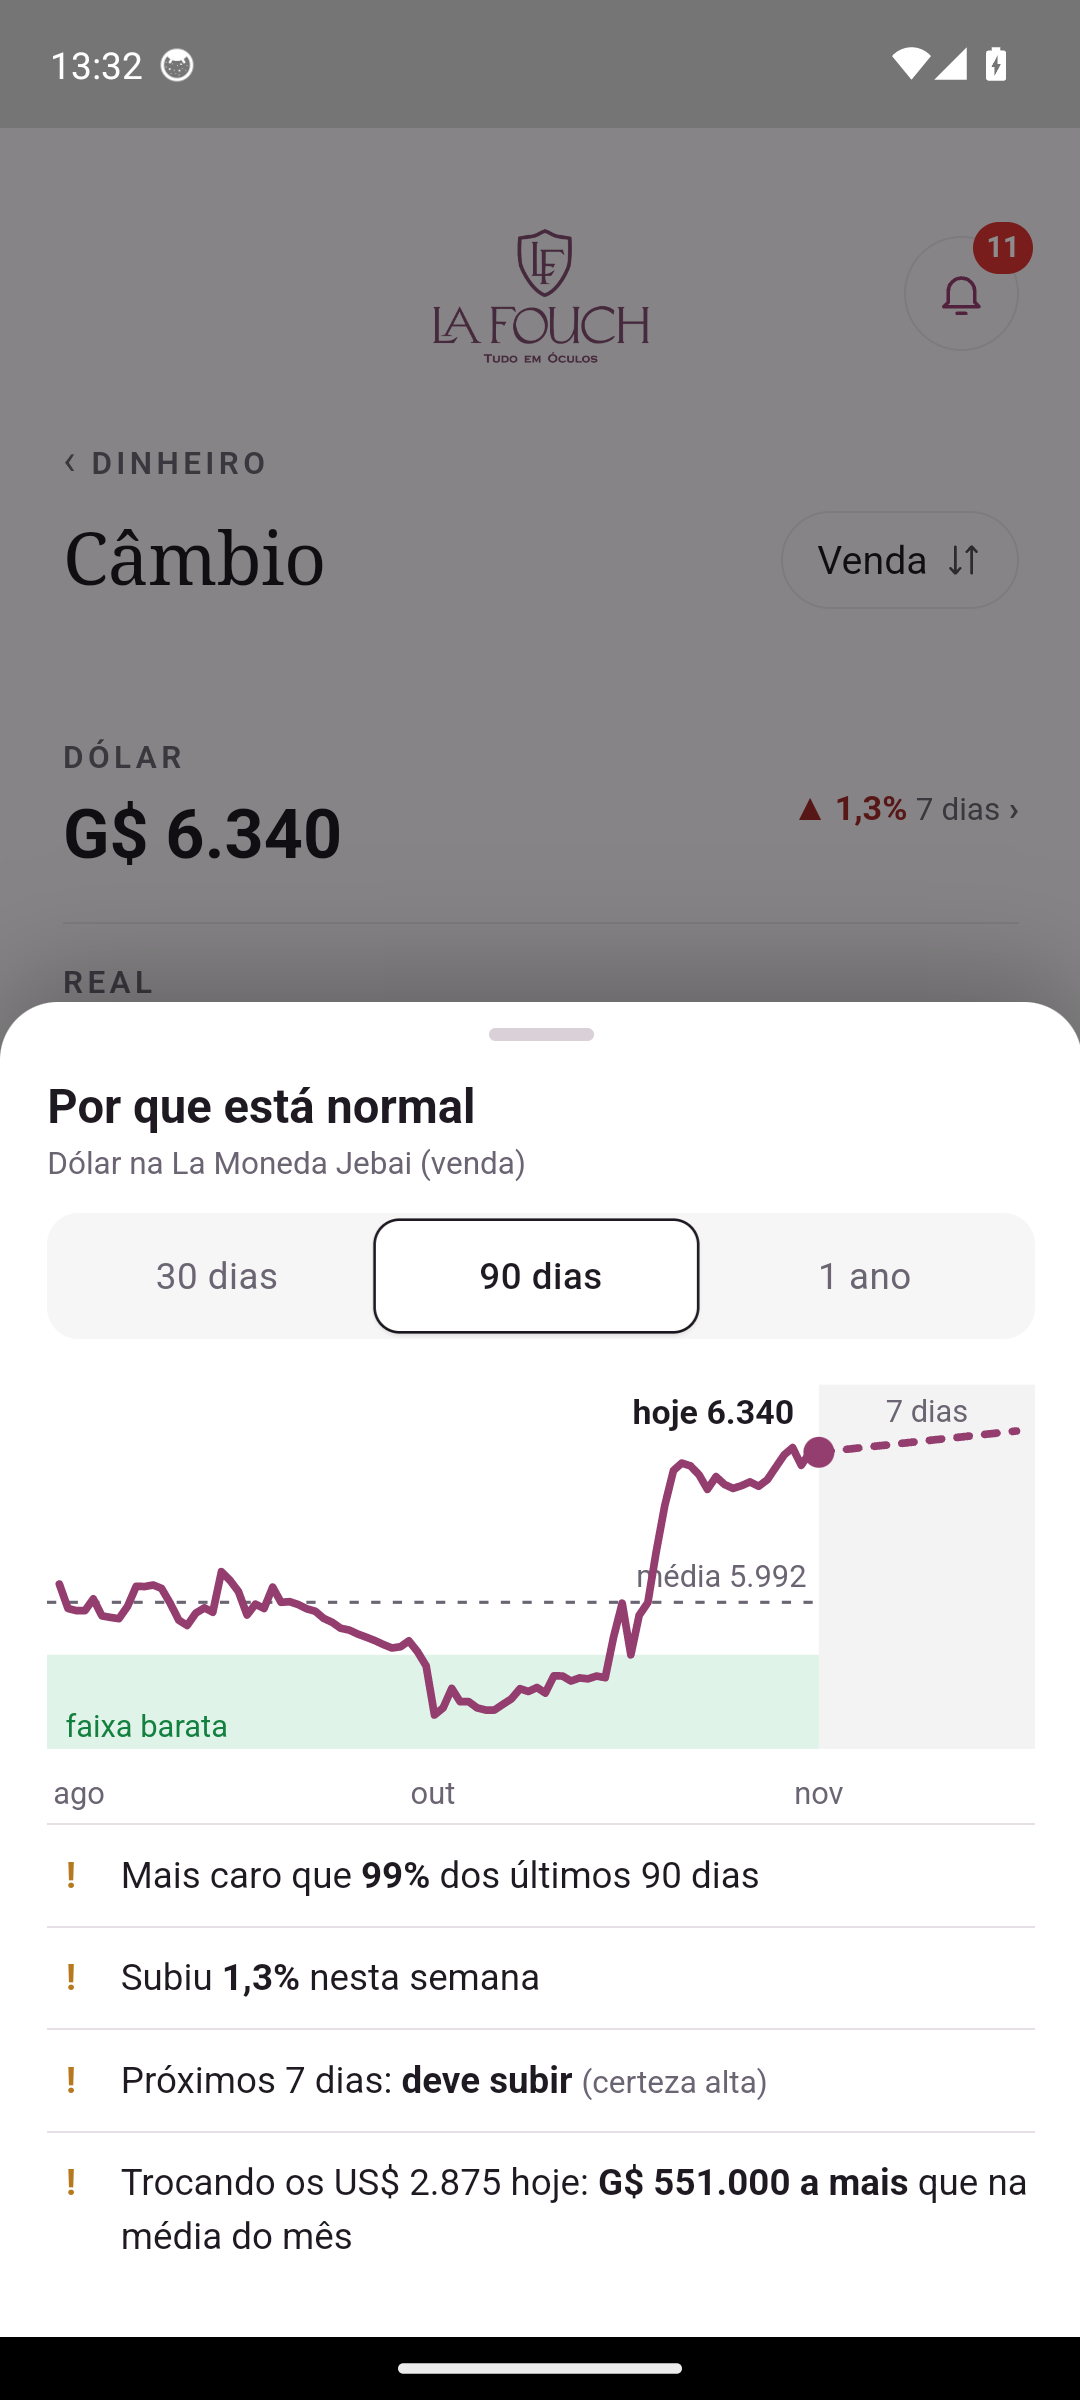 13:32
11
LF
LA FOUCH
TUDO EM ÓCULOS
‹ DINHEIRO
Câmbio
Venda ↓↑
DÓLAR
G$ 6.340
▲ 1,3% 7 dias ›
REAL
Por que está normal
Dólar na La Moneda Jebai (venda)
30 dias
90 dias
1 ano
hoje 6.340
7 dias
média 5.992
faixa barata
ago
out
nov
! Mais caro que 99% dos últimos 90 dias
! Subiu 1,3% nesta semana
! Próximos 7 dias: deve subir (certeza alta)
! Trocando os US$ 2.875 hoje: G$ 551.000 a mais que na
média do mês